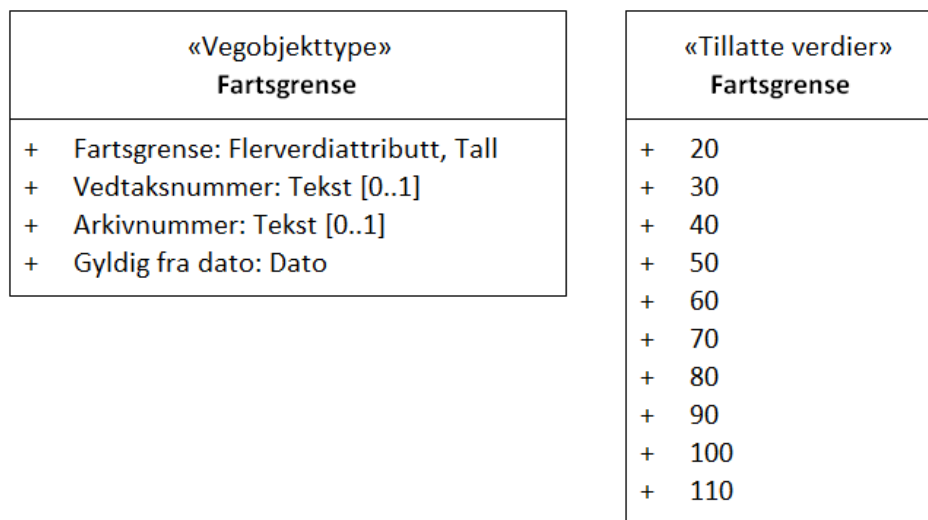 «Vegobjekttype»
Fartsgrense
+ Fartsgrense: Flerverdiattributt, Tall
+ Vedtaksnummer: Tekst [0..1]
+ Arkivnummer: Tekst [0..1]
+ Gyldig fra dato: Dato
«Tillatte verdier»
Fartsgrense
+ 20
+ 30
+ 40
+ 50
+ 60
+ 70
+ 80
+ 90
+ 100
+ 110